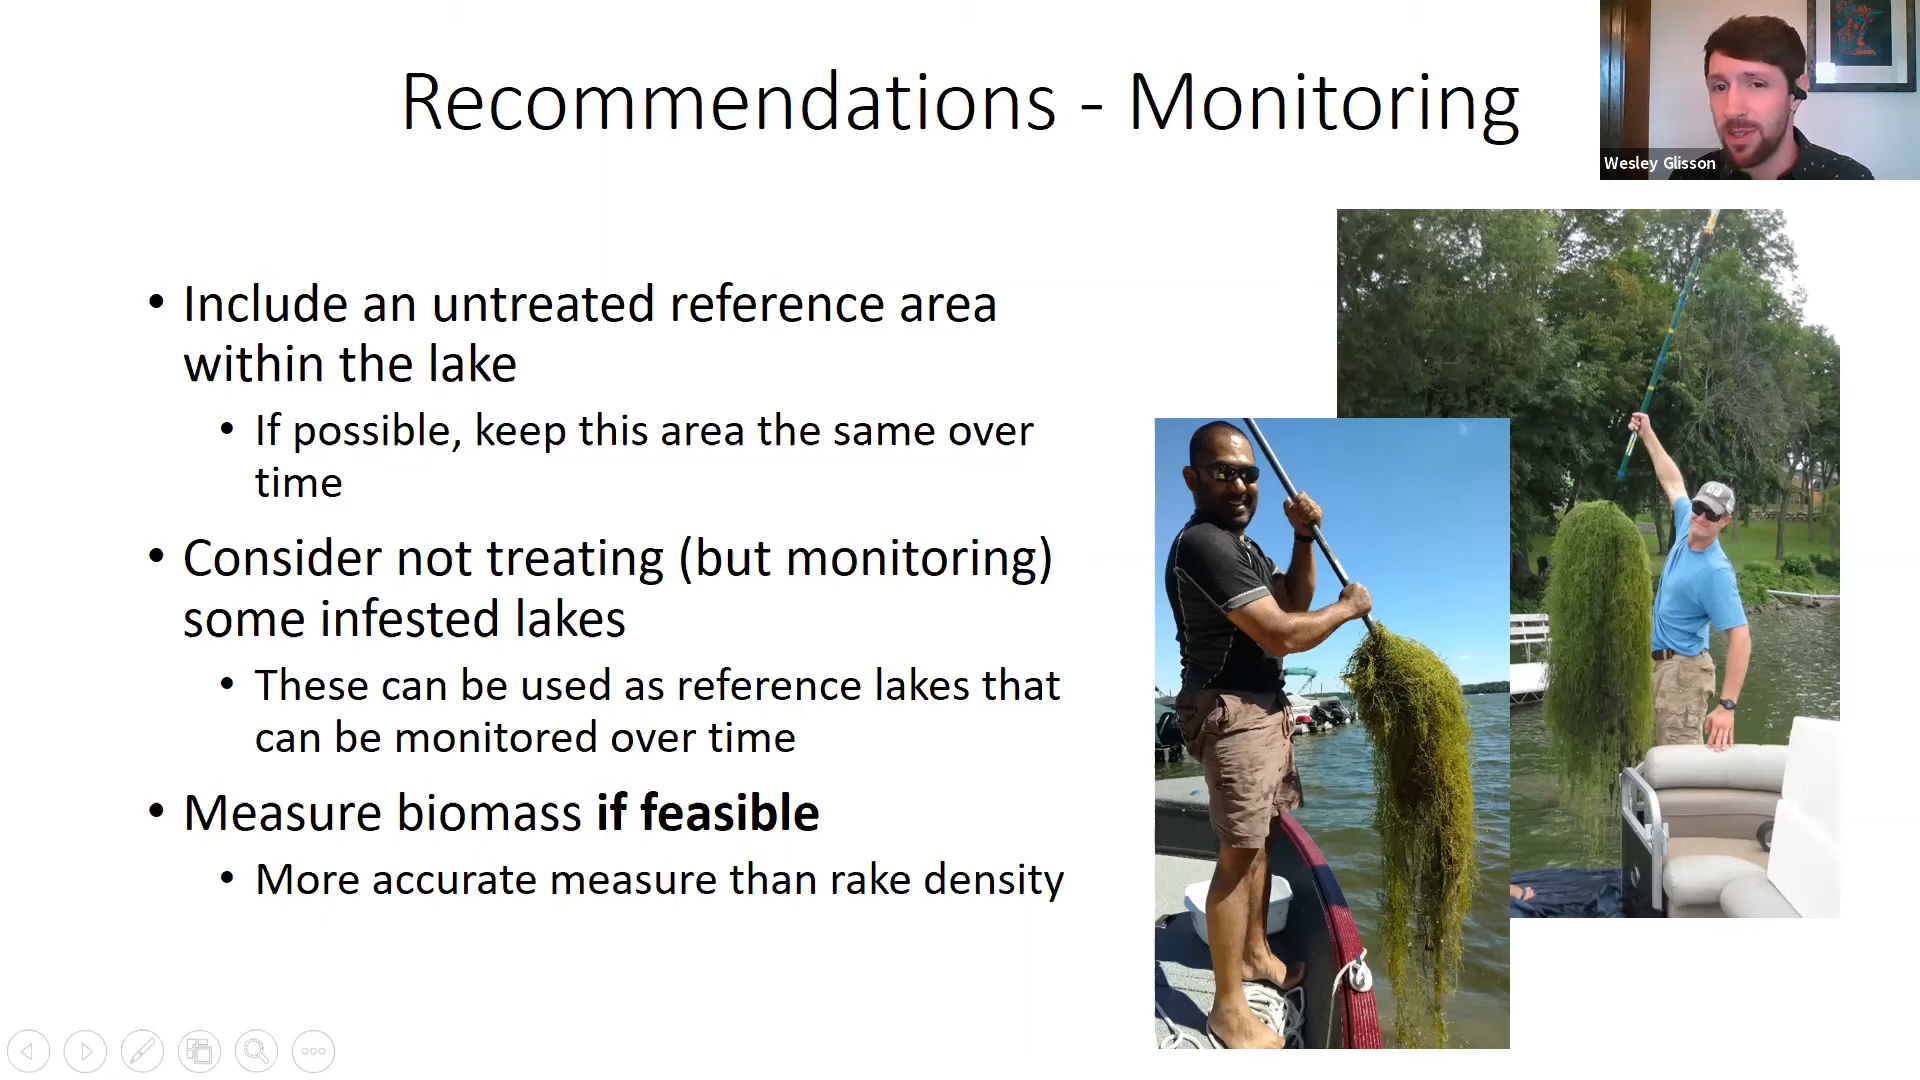 Recommendations - Monitoring
Wesley Glisson
• Include an untreated reference area
within the lake
• If possible, keep this area the same over
time
• Consider not treating (but monitoring)
some infested lakes
• These can be used as reference lakes that
can be monitored over time
• Measure biomass if feasible
• More accurate measure than rake density